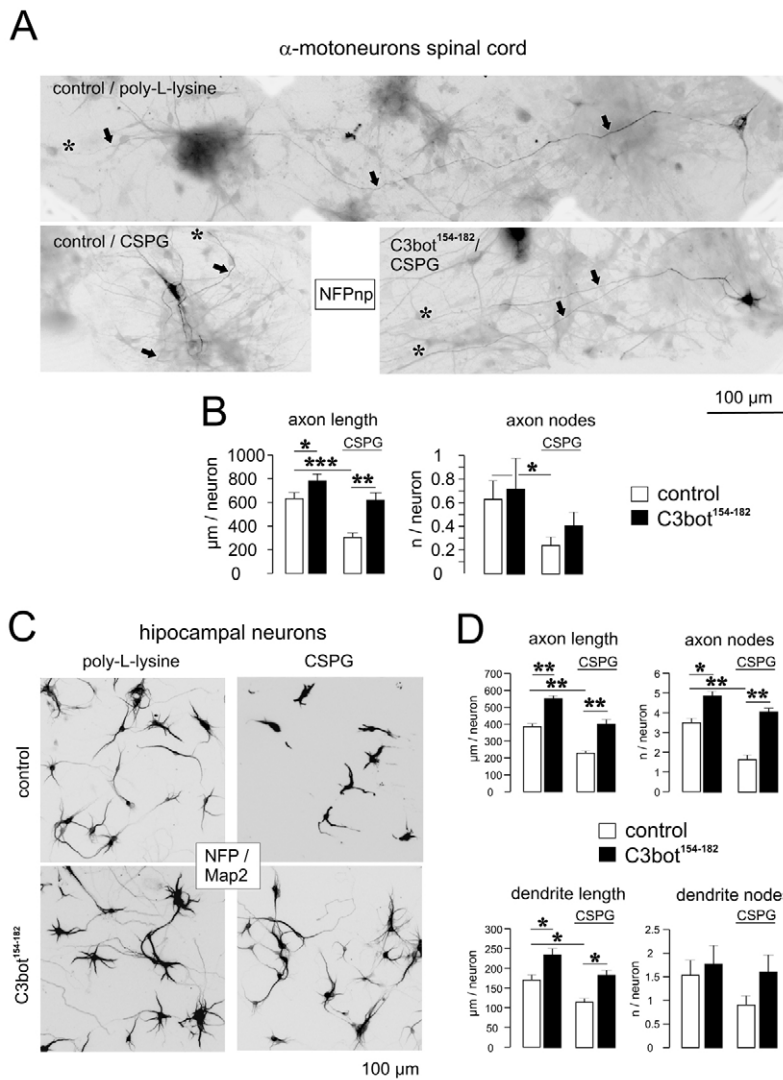 A
α-motoneurons spinal cord
control / poly-L-lysine
*
control / CSPG
*
NFPnp
C3bot154-182/
CSPG
*
*
100 µm
B
axon length
CSPG
µm / neuron
1000
800
600
400
200
0
*
***
**
axon nodes
CSPG
n / neuron
1
0.8
0.6
0.4
0.2
0
*
control
C3bot154-182
C
hipocampal neurons
poly-L-lysine
CSPG
control
NFP /
Map2
C3bot154-182
100 µm
D
axon length
CSPG
µm / neuron
700
600
500
400
300
200
100
0
**
**
**
axon nodes
CSPG
n / neuron
6
5
4
3
2
1
0
*
**
**
control
C3bot154-182
dendrite length
CSPG
µm / neuron
250
200
150
100
50
0
*
*
*
dendrite nodes
CSPG
n / neuron
2.5
2
1.5
1
0.5
0